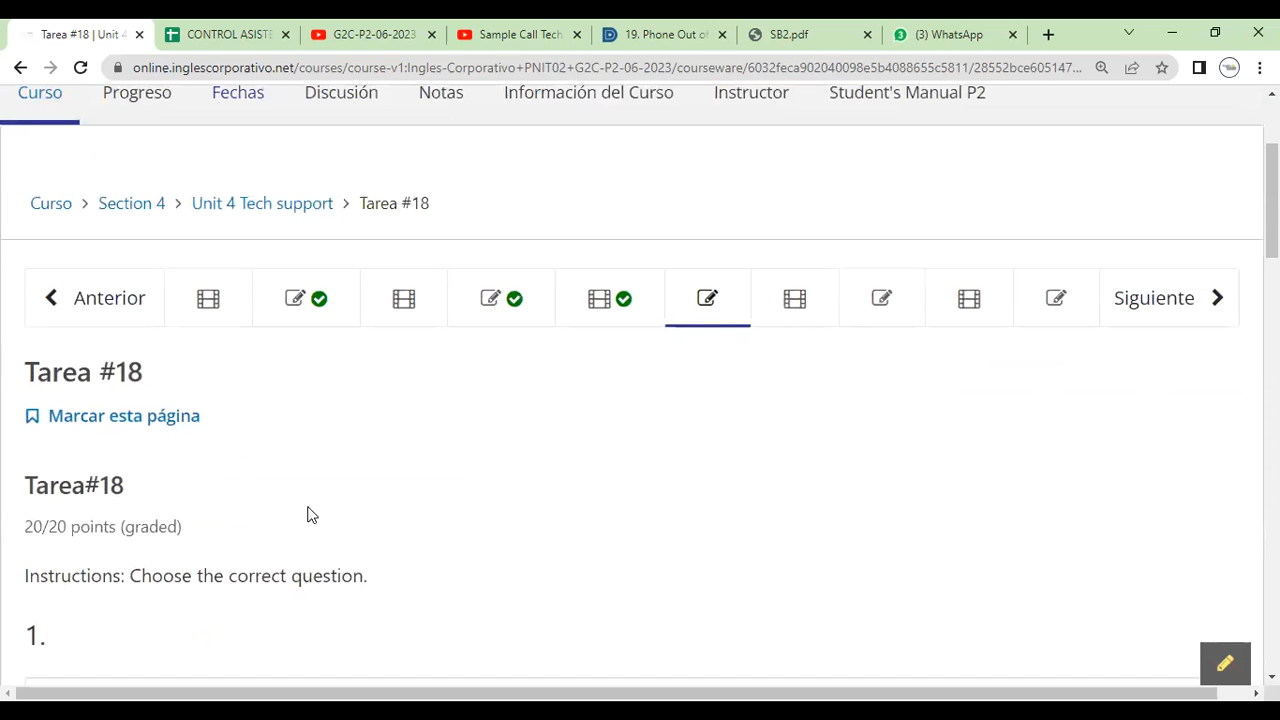 Tarea #18 | Unit 4
CONTROL ASISTE
G2C-P2-06-2023
Sample Call Tech
19. Phone Out of
SB2.pdf
(3) WhatsApp
online.inglescorporativo.net/courses/course-v1:Ingles-Corporativo+PNIT02+G2C-P2-06-2023/courseware/6032feca902040098e5b4088655c5811/28552bce605147...
Curso
Progreso
Fechas
Discusión
Notas
Información del Curso
Instructor
Student's Manual P2
Curso > Section 4 > Unit 4 Tech support > Tarea #18
Anterior
Siguiente
Tarea #18
Marcar esta página
Tarea#18
20/20 points (graded)
Instructions: Choose the correct question.
1.